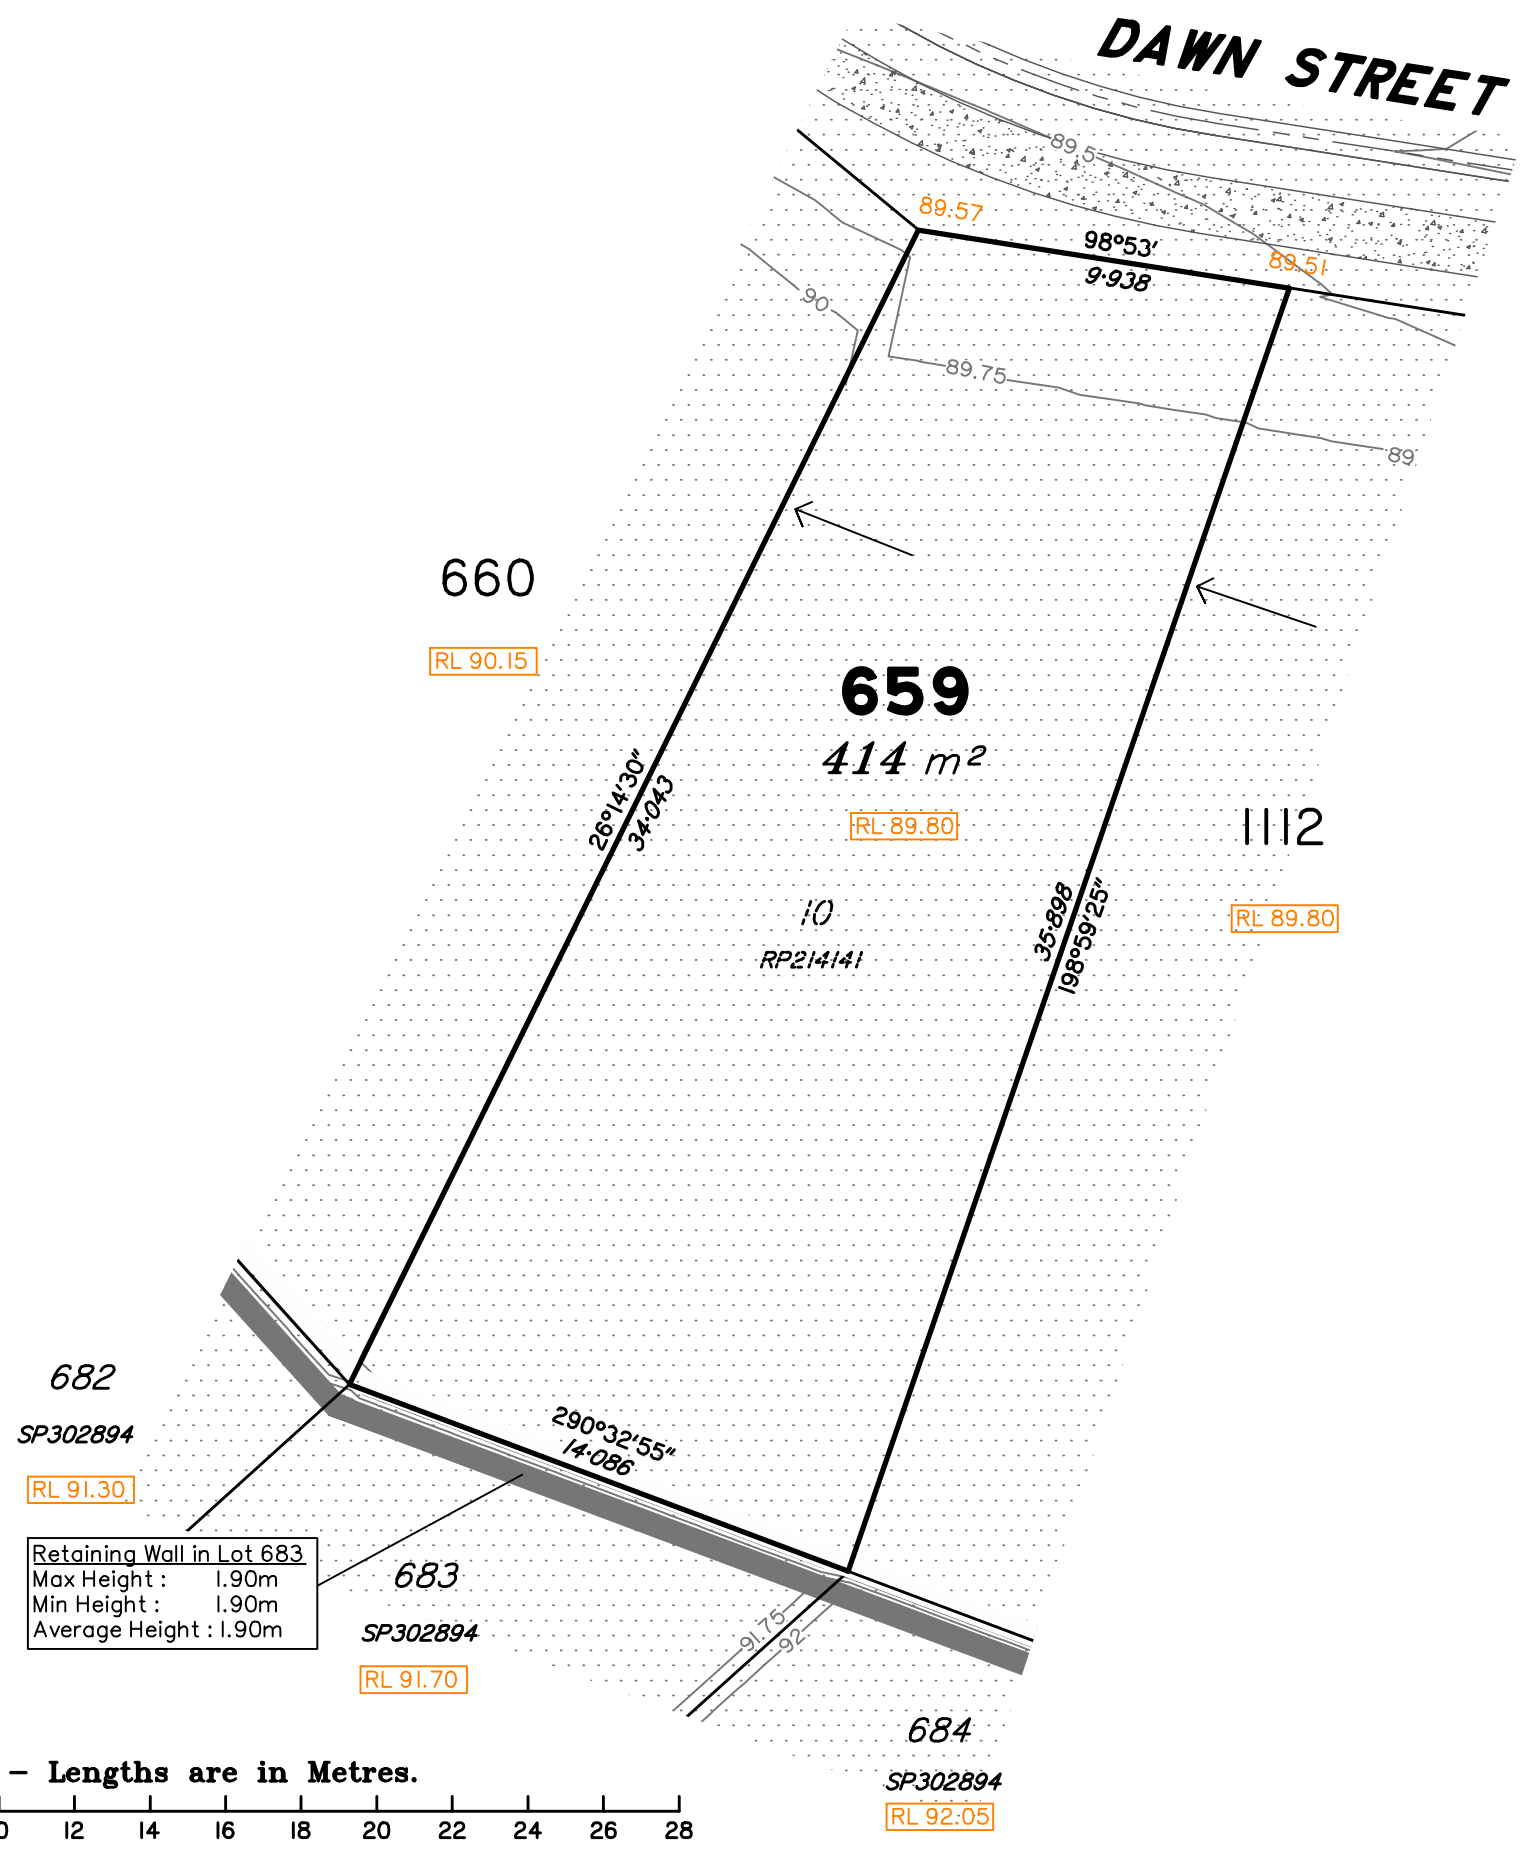 DAWN STREET
89.5
89.57
98°53'
9·938
89.51
90
89.75
89
660
RL 90.15
659
414 m²
RL 89.80
26°14'30"
34·043
1112
RL 89.80
10
RP214141
35·898
198°59'25"
682
SP302894
RL 91.30
290°32'55"
14·086
Retaining Wall in Lot 683
Max Height : 1.90m
Min Height : 1.90m
Average Height : 1.90m
683
SP302894
RL 91.70
91.75
92
684
SP302894
RL 92.05
– Lengths are in Metres.
12 14 16 18 20 22 24 26 28